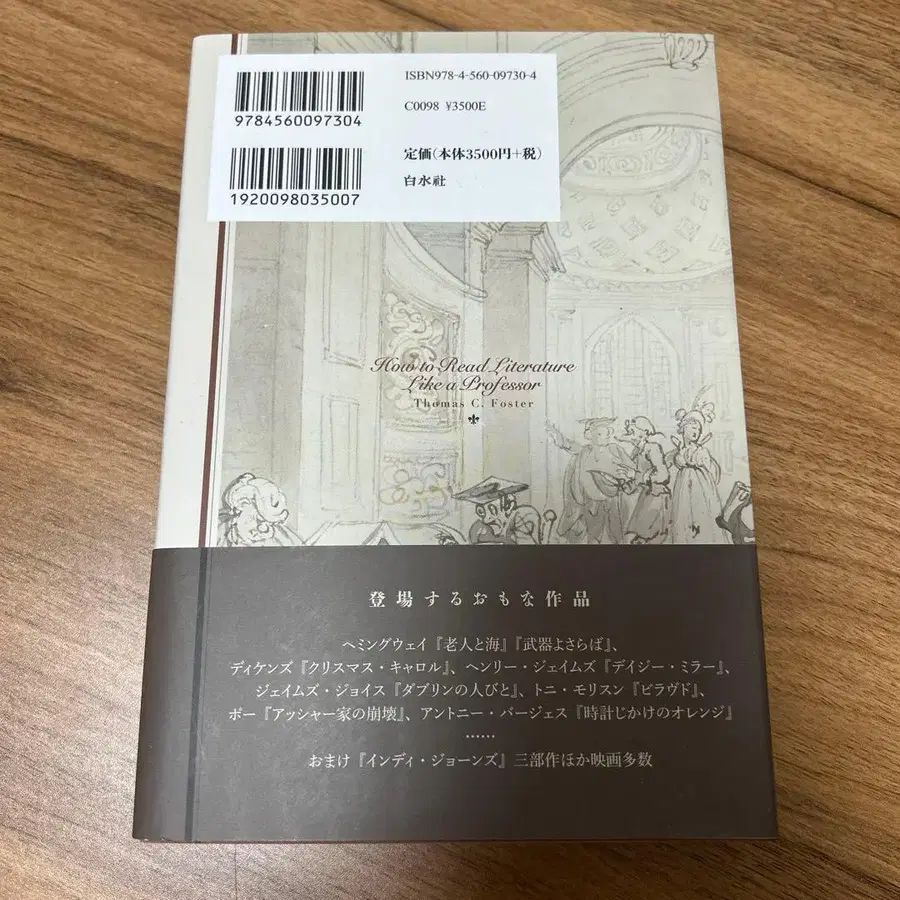 ISBN978-4-560-09730-4
C0098 ¥3500E
9784560097304
定価(本体3500円+税)
白水社
1920098035007
How to Read Literature
Like a Professor
Thomas C. Foster
登場するおもな作品
ヘミングウェイ『老人と海』『武器よさらば』、
ディケンズ『クリスマス・キャロル』、ヘンリー・ジェイムズ『デイジー・ミラー』、
ジェイムズ・ジョイス『ダブリンの人びと』、トニ・モリスン『ビラヴド』、
ポー『アッシャー家の崩壊』、アントニー・バージェス『時計じかけのオレンジ』
……
おまけ『インディ・ジョーンズ』三部作ほか映画多数